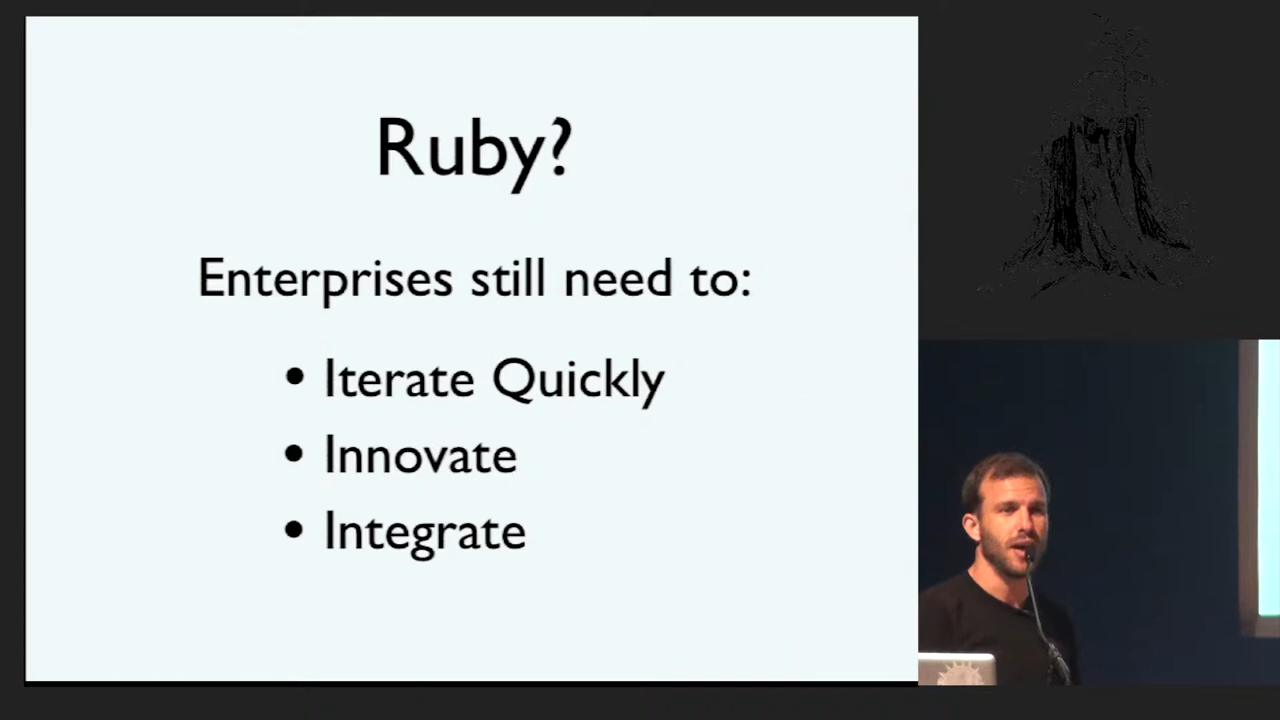 Ruby?
Enterprises still need to:
• Iterate Quickly
• Innovate
• Integrate